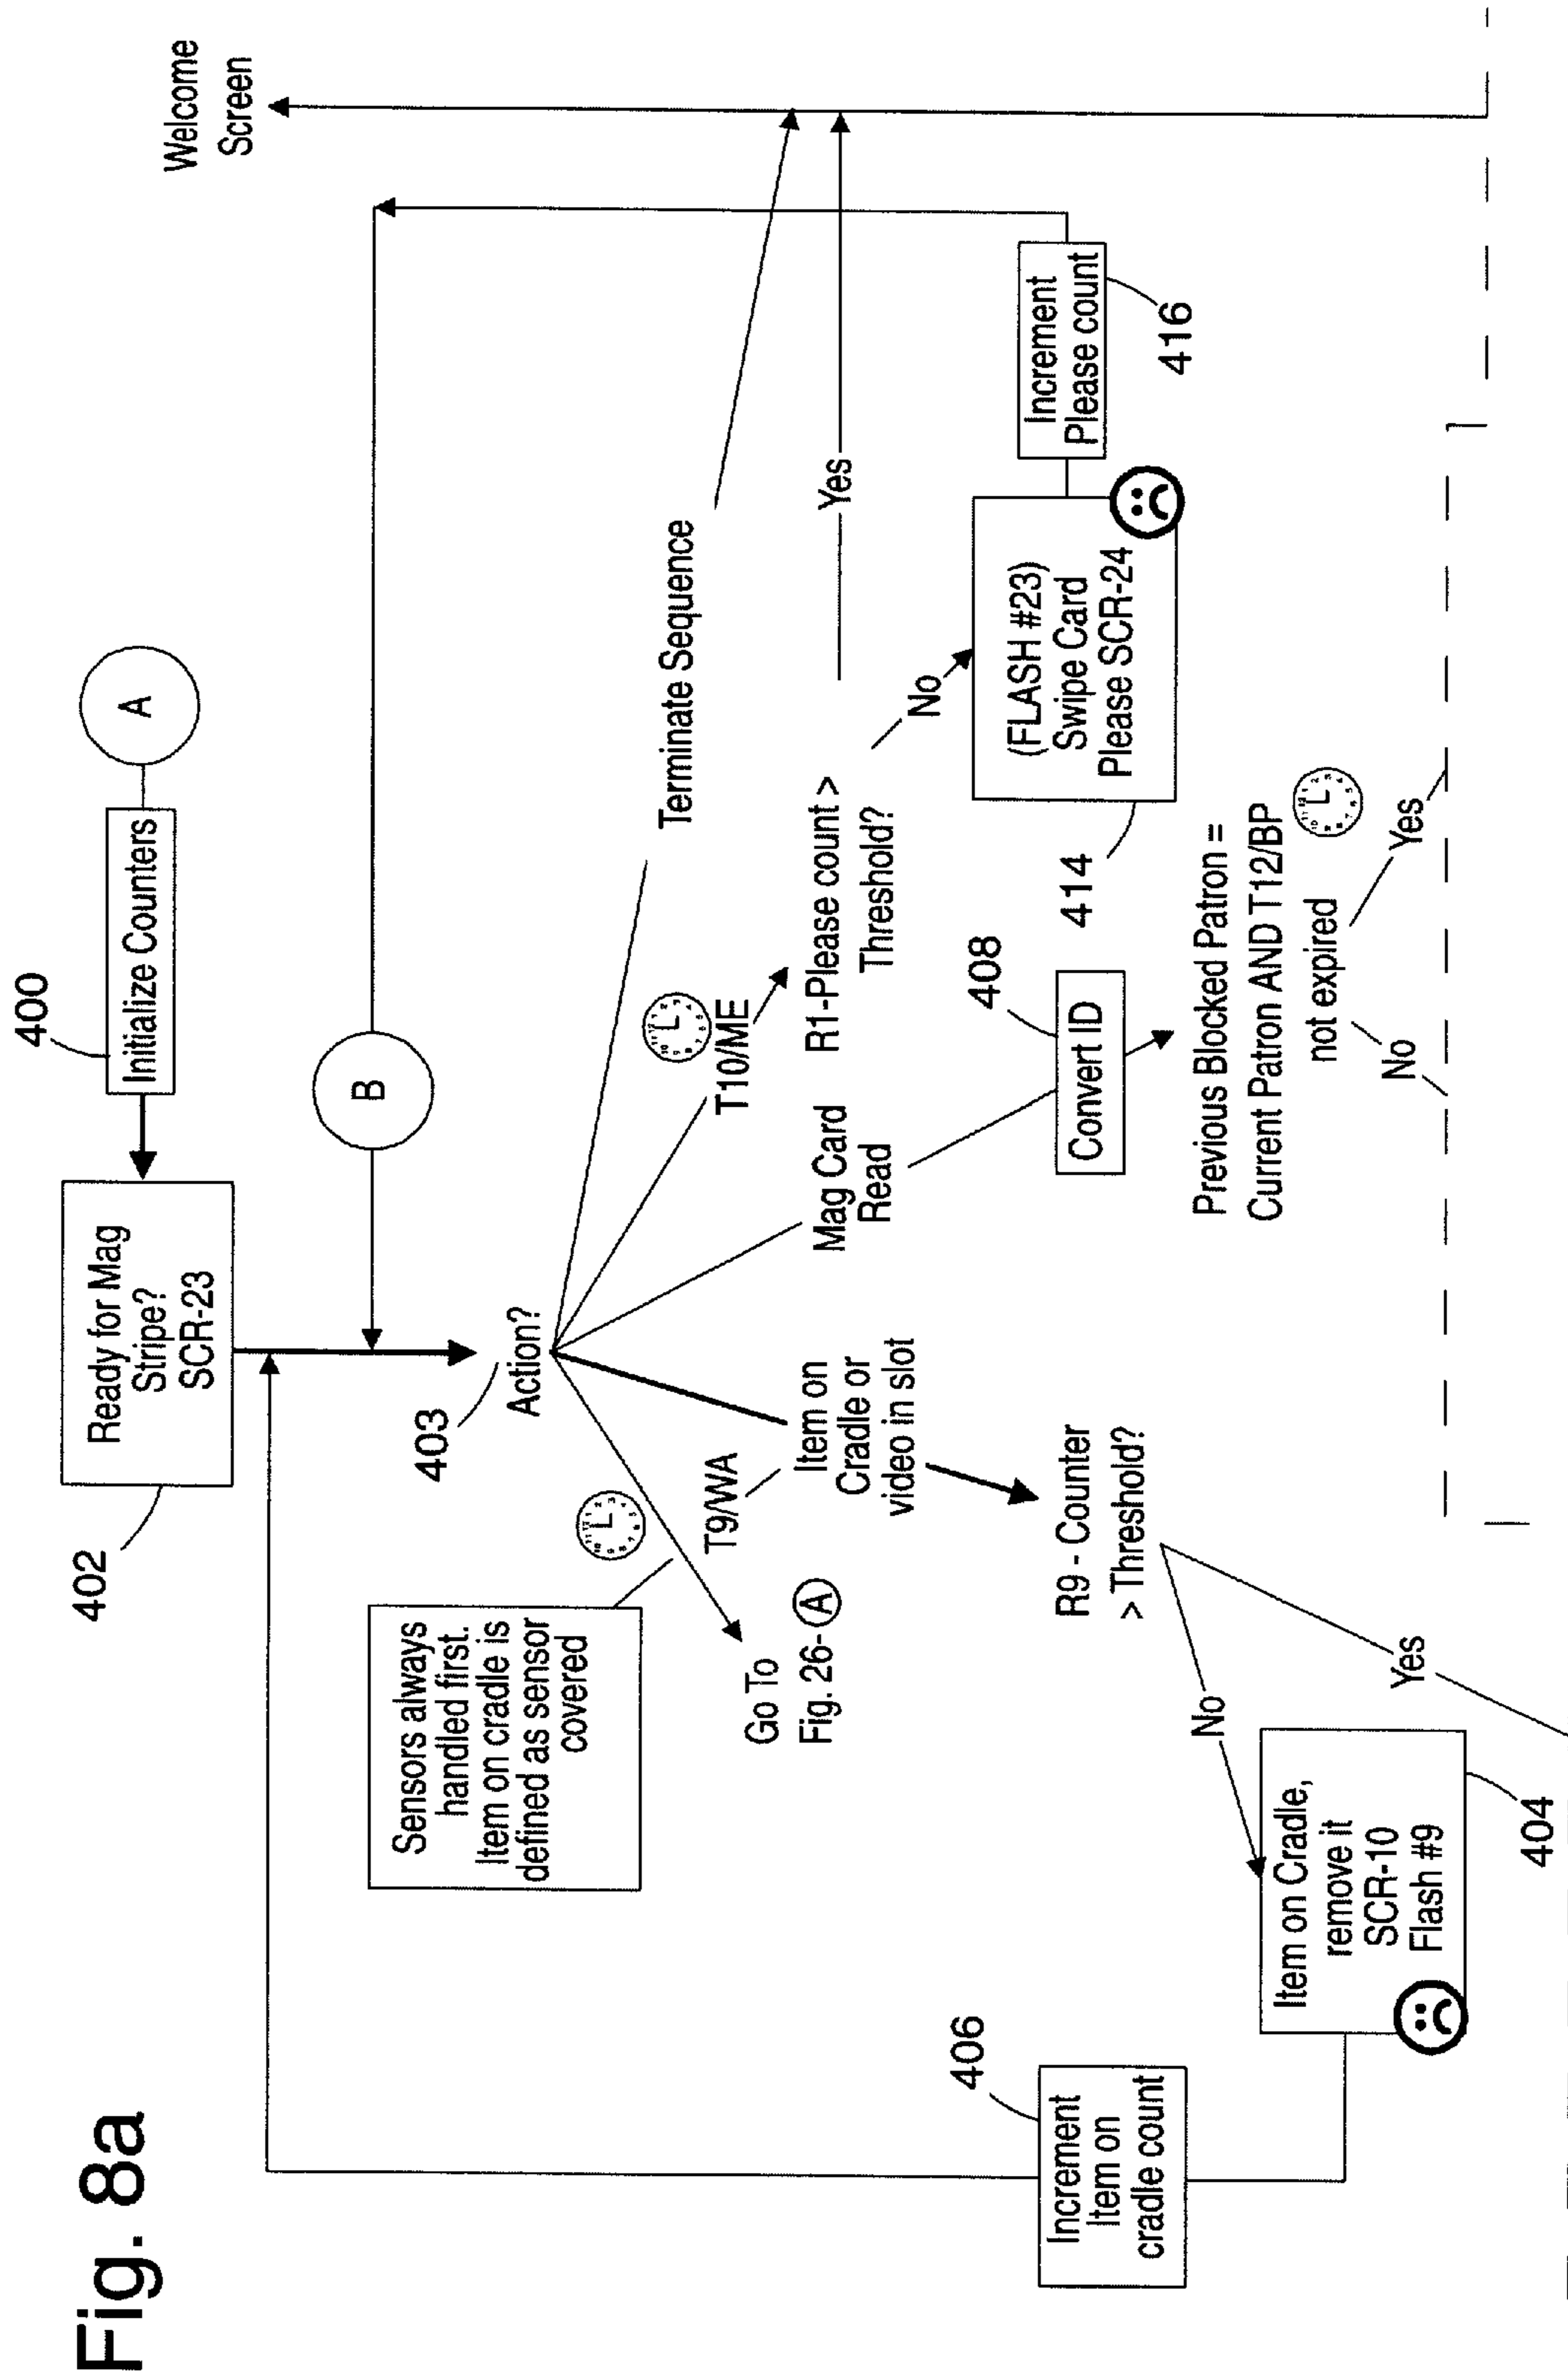 Fig. 8a
A
400
Initialize Counters
402
Ready for Mag
Stripe?
SCR-23
Welcome
Screen
B
403
Action?
Sensors always
handled first.
Item on cradle is
defined as sensor
covered
T9/WA
Go To
Fig. 26-A
Item on
Cradle or
video in slot
Mag Card
Read
T10/ME
Terminate Sequence
R1-Please count >
Threshold?
Yes
No
R9 - Counter
> Threshold?
No
Yes
406
Increment
Item on
cradle count
Item on Cradle,
remove it
SCR-10
Flash #9
404
408
Convert ID
Previous Blocked Patron =
Current Patron AND T12/BP
not expired
No
Yes
414
(FLASH #23)
Swipe Card
Please SCR-24
Increment
Please count
416